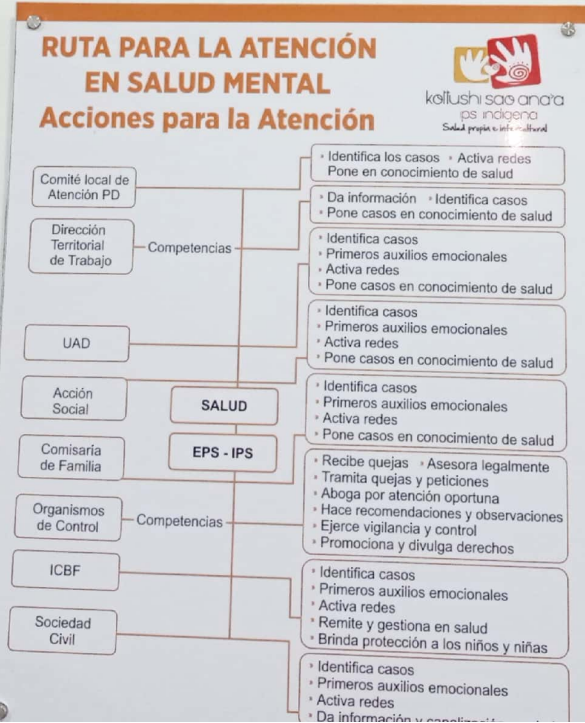 RUTA PARA LA ATENCIÓN
EN SALUD MENTAL
Acciones para la Atención
kottushi sao ana'a
ips indígena
Salud propia e intercultural
Comité local de
Atención PD
• Identifica los casos • Activa redes
Pone en conocimiento de salud
Dirección
Territorial
de Trabajo
Competencias
• Da información • Identifica casos
• Pone casos en conocimiento de salud
• Identifica casos
• Primeros auxilios emocionales
• Activa redes
• Pone casos en conocimiento de salud
UAD
• Identifica casos
• Primeros auxilios emocionales
• Activa redes
• Pone casos en conocimiento de salud
Acción
Social
SALUD
• Identifica casos
• Primeros auxilios emocionales
• Activa redes
• Pone casos en conocimiento de salud
Comisaria
de Familia
EPS - IPS
• Recibe quejas • Asesora legalmente
• Tramita quejas y peticiones
• Aboga por atención oportuna
• Hace recomendaciones y observaciones
• Ejerce vigilancia y control
• Promociona y divulga derechos
Organismos
de Control
Competencias
ICBF
• Identifica casos
• Primeros auxilios emocionales
• Activa redes
• Remite y gestiona en salud
• Brinda protección a los niños y niñas
Sociedad
Civil
• Identifica casos
• Primeros auxilios emocionales
• Activa redes
• Da información y canalización